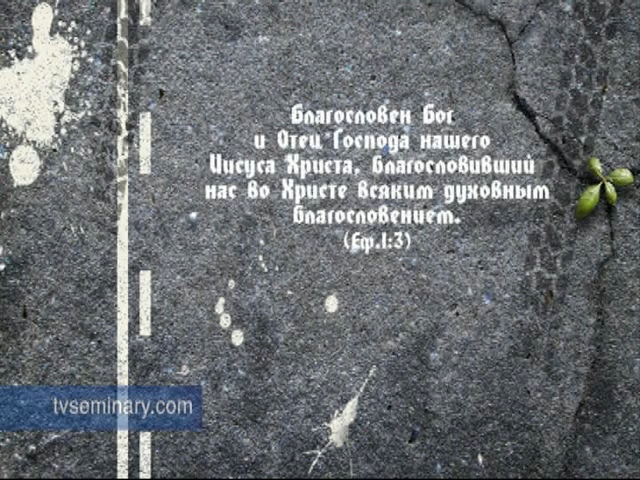 Благословен Бог
и Отец Господа нашего
Иисуса Христа, благословивший
нас во Христе всяким духовным
благословением.
(Еф.1:3)
tvseminary.com